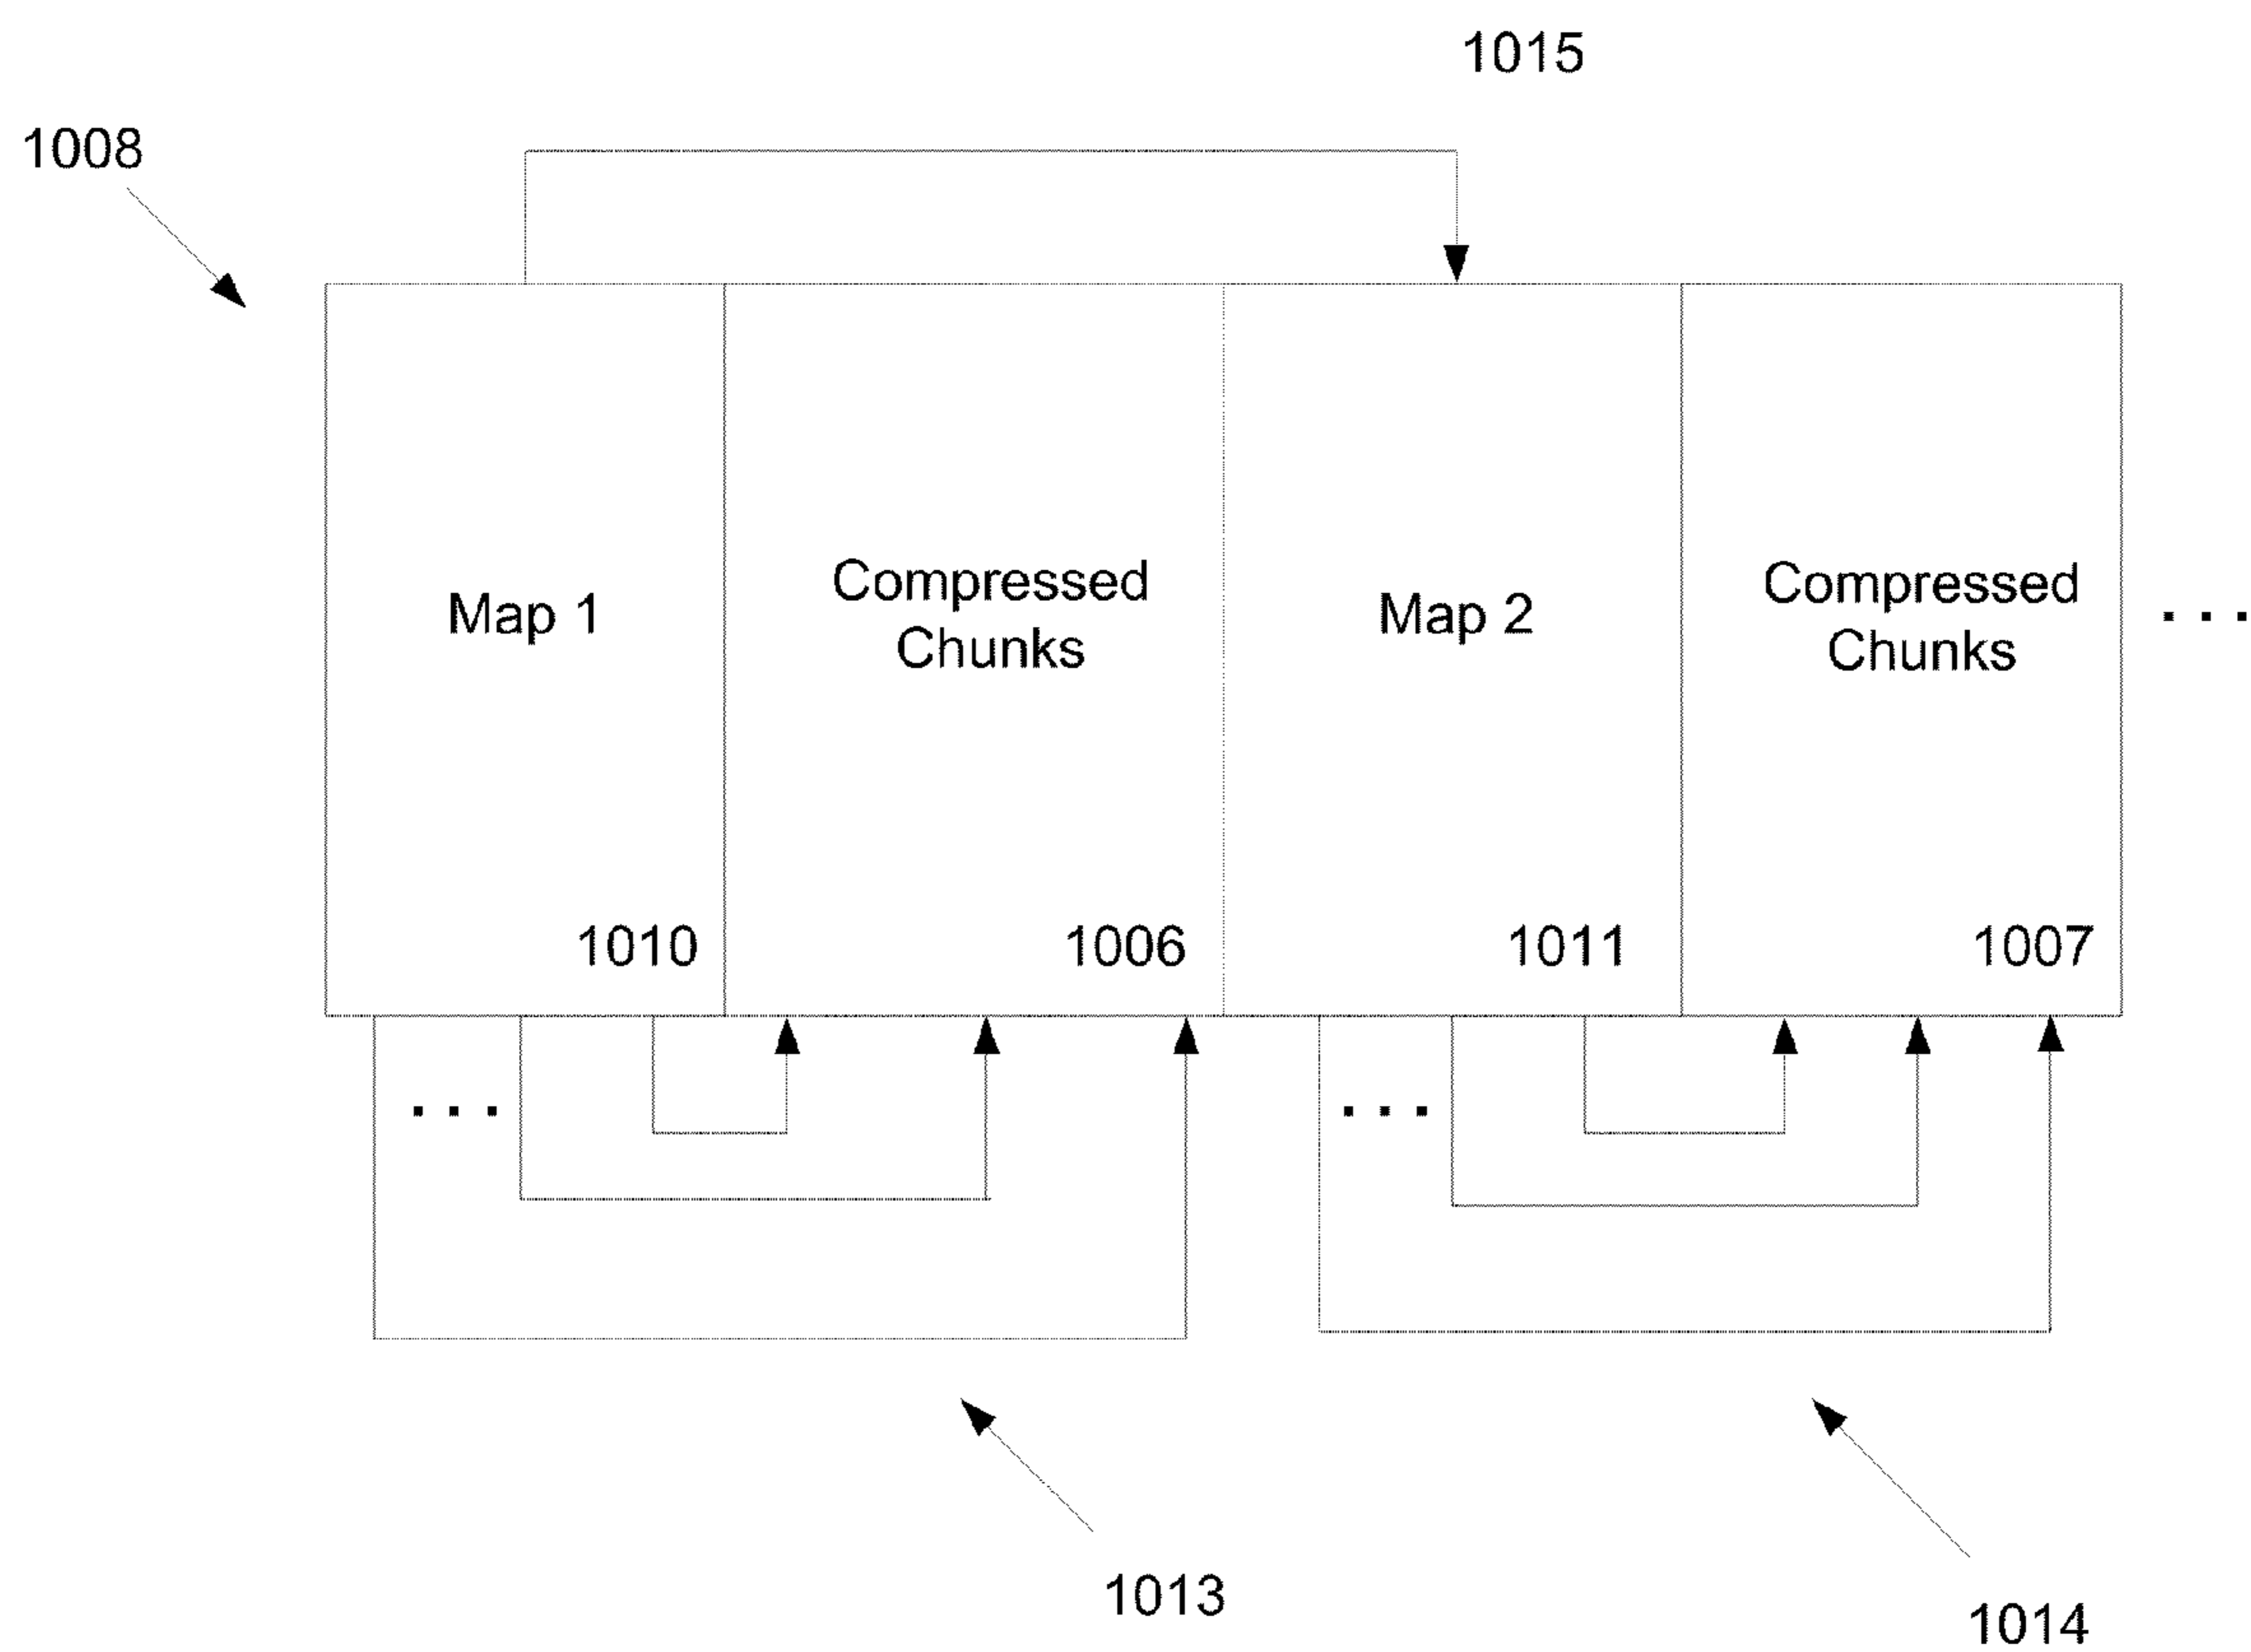 1015
1008
Map 1
Compressed
Chunks
Map 2
Compressed
Chunks
. . .
1010
1006
1011
1007
. . .
. . .
1013
1014